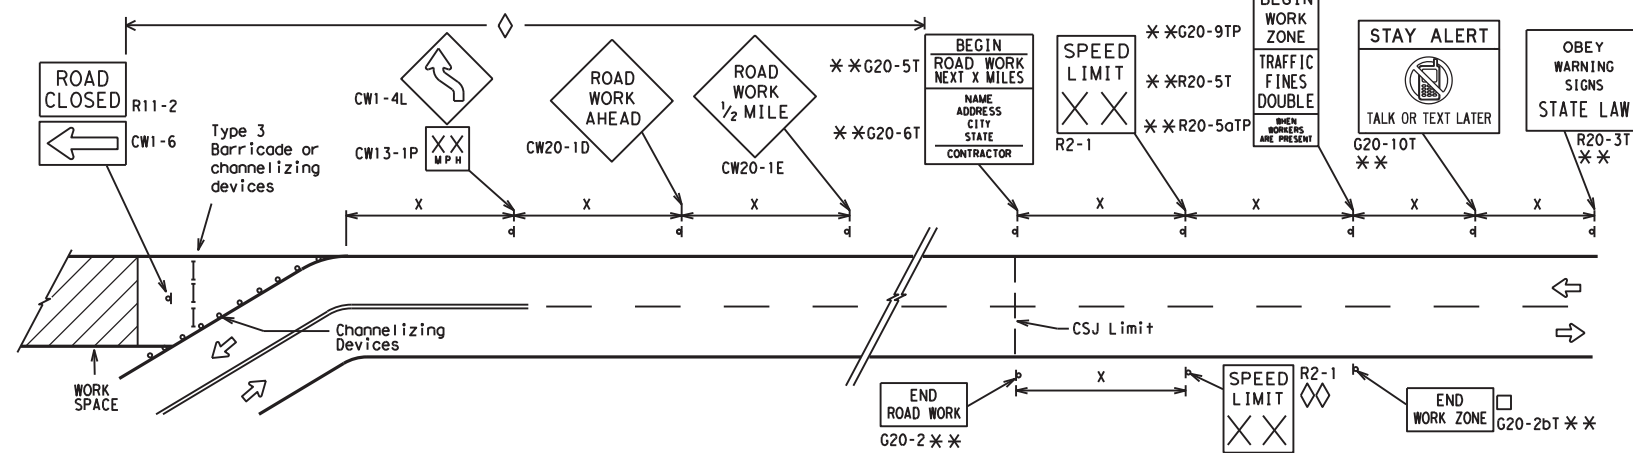 ROAD
CLOSED
R11-2
CW1-6
Type 3
Barricade or
channelizing
devices
CW1-4L
XX
MPH
CW13-1P
ROAD
WORK
AHEAD
CW20-1D
ROAD
WORK
1/2 MILE
CW20-1E
**G20-5T
**G20-6T
BEGIN
ROAD WORK
NEXT X MILES
NAME
ADDRESS
CITY
STATE
CONTRACTOR
SPEED
LIMIT
XX
R2-1
**G20-9TP
**R20-5T
**R20-5aTP
BEGIN
WORK
ZONE
TRAFFIC
FINES
DOUBLE
WHEN
WORKERS
ARE PRESENT
STAY ALERT
TALK OR TEXT LATER
G20-10T
**
OBEY
WARNING
SIGNS
STATE LAW
R20-3T
**
X
X
X
X
X
X
X
Channelizing
Devices
CSJ Limit
WORK
SPACE
END
ROAD WORK
G20-2 **
X
SPEED
LIMIT
XX
R2-1
END
WORK ZONE
G20-2bT **